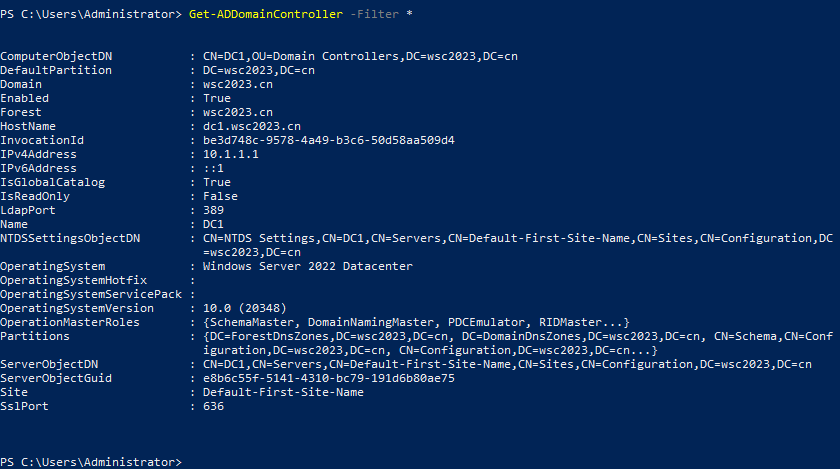 PS C:\Users\Administrator> Get-ADDomainController -Filter *
ComputerObjectDN           : CN=DC1,OU=Domain Controllers,DC=wsc2023,DC=cn
DefaultPartition           : DC=wsc2023,DC=cn
Domain                     : wsc2023.cn
Enabled                    : True
Forest                     : wsc2023.cn
HostName                   : dc1.wsc2023.cn
InvocationId               : be3d748c-9578-4a49-b3c6-50d58aa509d4
IPv4Address                : 10.1.1.1
IPv6Address                : ::1
IsGlobalCatalog            : True
IsReadOnly                 : False
LdapPort                   : 389
Name                       : DC1
NTDSSettingsObjectDN       : CN=NTDS Settings,CN=DC1,CN=Servers,CN=Default-First-Site-Name,CN=Sites,CN=Configuration,DC
                             =wsc2023,DC=cn
OperatingSystem            : Windows Server 2022 Datacenter
OperatingSystemHotfix      :
OperatingSystemServicePack :
OperatingSystemVersion     : 10.0 (20348)
OperationMasterRoles       : {SchemaMaster, DomainNamingMaster, PDCEmulator, RIDMaster...}
Partitions                 : {DC=ForestDnsZones,DC=wsc2023,DC=cn, DC=DomainDnsZones,DC=wsc2023,DC=cn, CN=Schema,CN=Conf
                             iguration,DC=wsc2023,DC=cn, CN=Configuration,DC=wsc2023,DC=cn...}
ServerObjectDN             : CN=DC1,CN=Servers,CN=Default-First-Site-Name,CN=Sites,CN=Configuration,DC=wsc2023,DC=cn
ServerObjectGuid           : e8b6c55f-5141-4310-bc79-191d6b80ae75
Site                       : Default-First-Site-Name
SslPort                    : 636
PS C:\Users\Administrator>